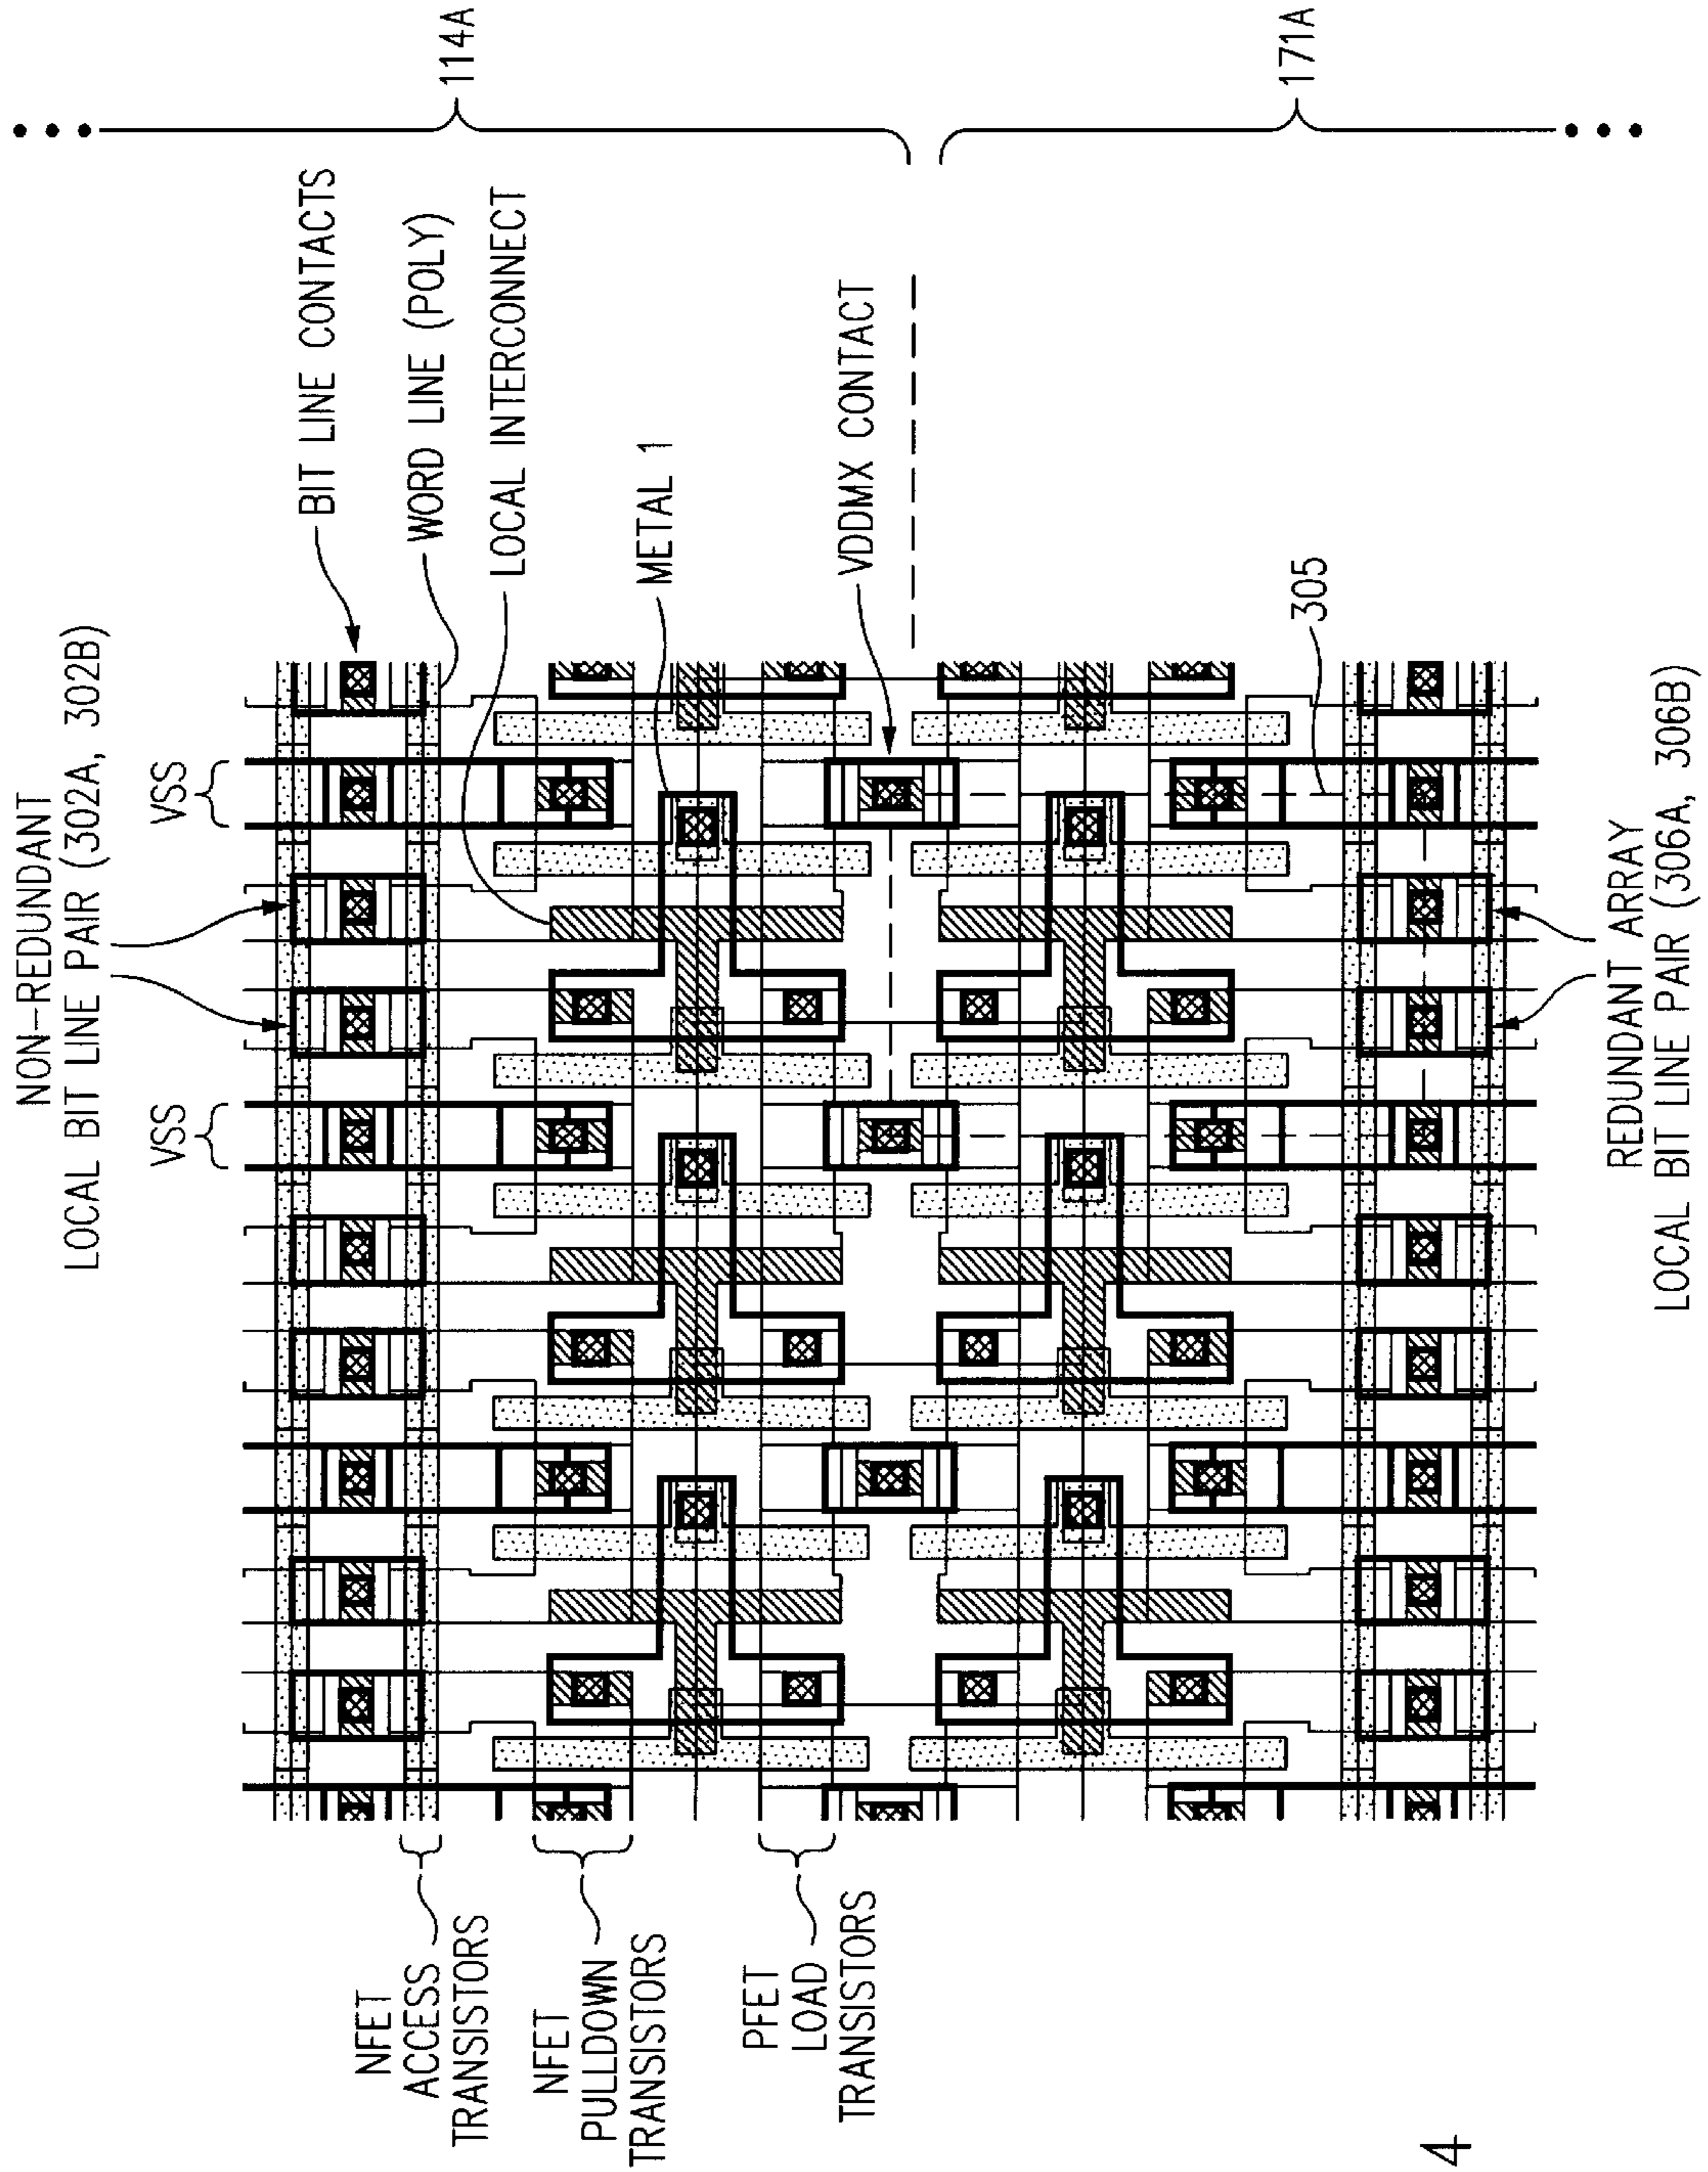 NON-REDUNDANT
LOCAL BIT LINE PAIR (302A, 302B)
VSS
VSS
BIT LINE CONTACTS
WORD LINE (POLY)
LOCAL INTERCONNECT
METAL 1
VDDMX CONTACT
114A
171A
305
NFET
ACCESS
TRANSISTORS
NFET
PULLDOWN
TRANSISTORS
PFET
LOAD
TRANSISTORS
REDUNDANT ARRAY
LOCAL BIT LINE PAIR (306A, 306B)
4